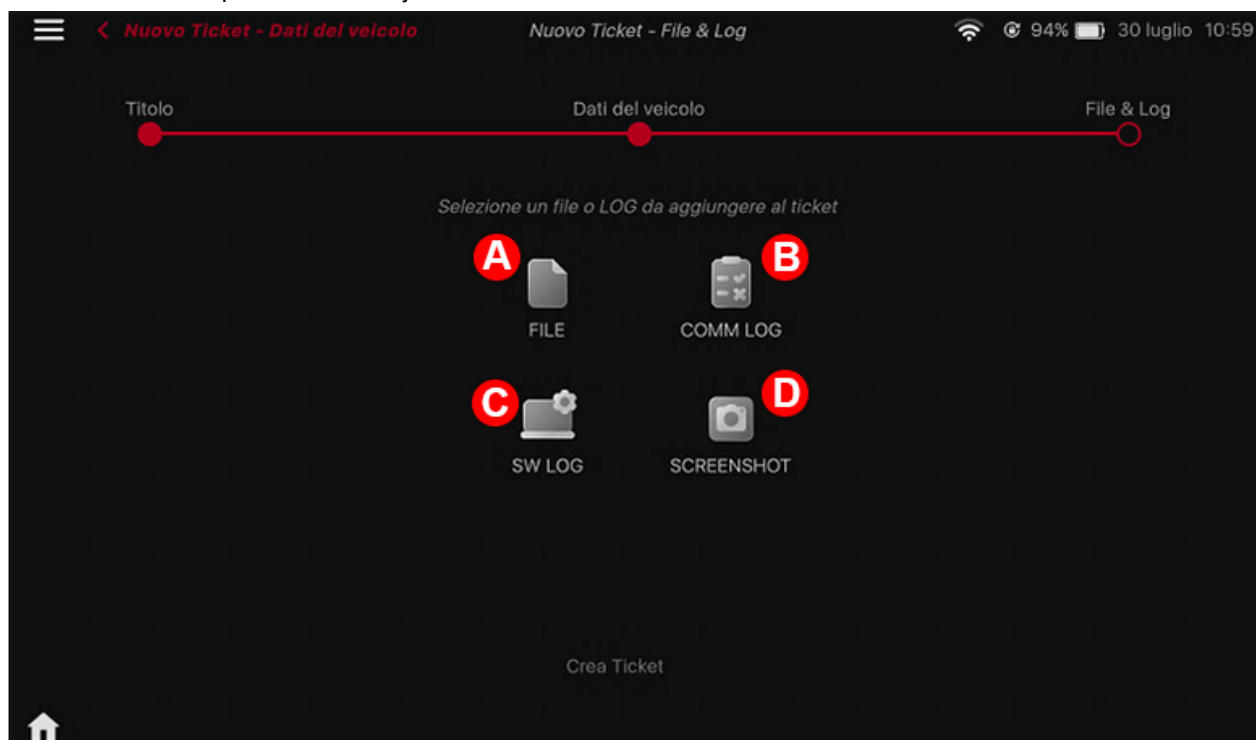 Nuovo Ticket - Dati del veicolo
Nuovo Ticket - File & Log
94%
30 luglio 10:59
Titolo
Dati del veicolo
File & Log
Selezione un file o LOG da aggiungere al ticket
A
B
FILE
COMM LOG
C
D
SW LOG
SCREENSHOT
Crea Ticket